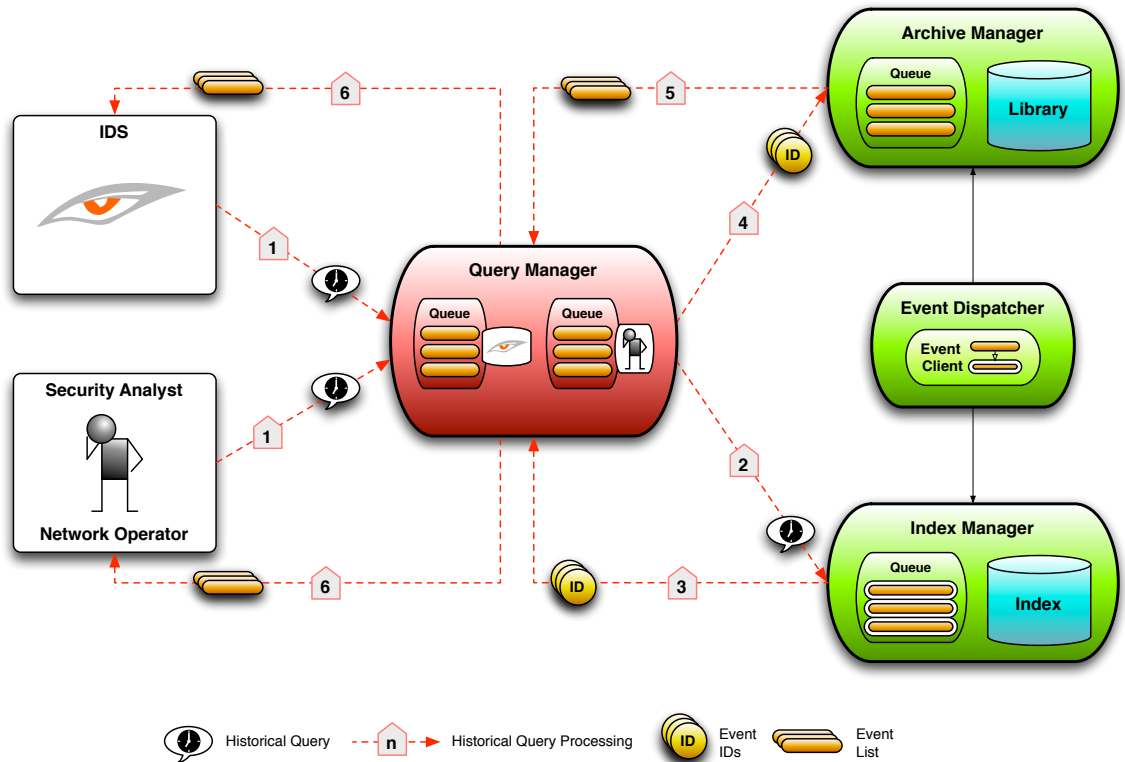 Archive Manager
Queue
Library
6
5
IDS
ID
1
4
Query Manager
Queue
Queue
Event Dispatcher
Event
Client
Security Analyst
1
2
Network Operator
Index Manager
Queue
Index
6
ID
3
Historical Query
n
Historical Query Processing
ID
Event
IDs
Event
List